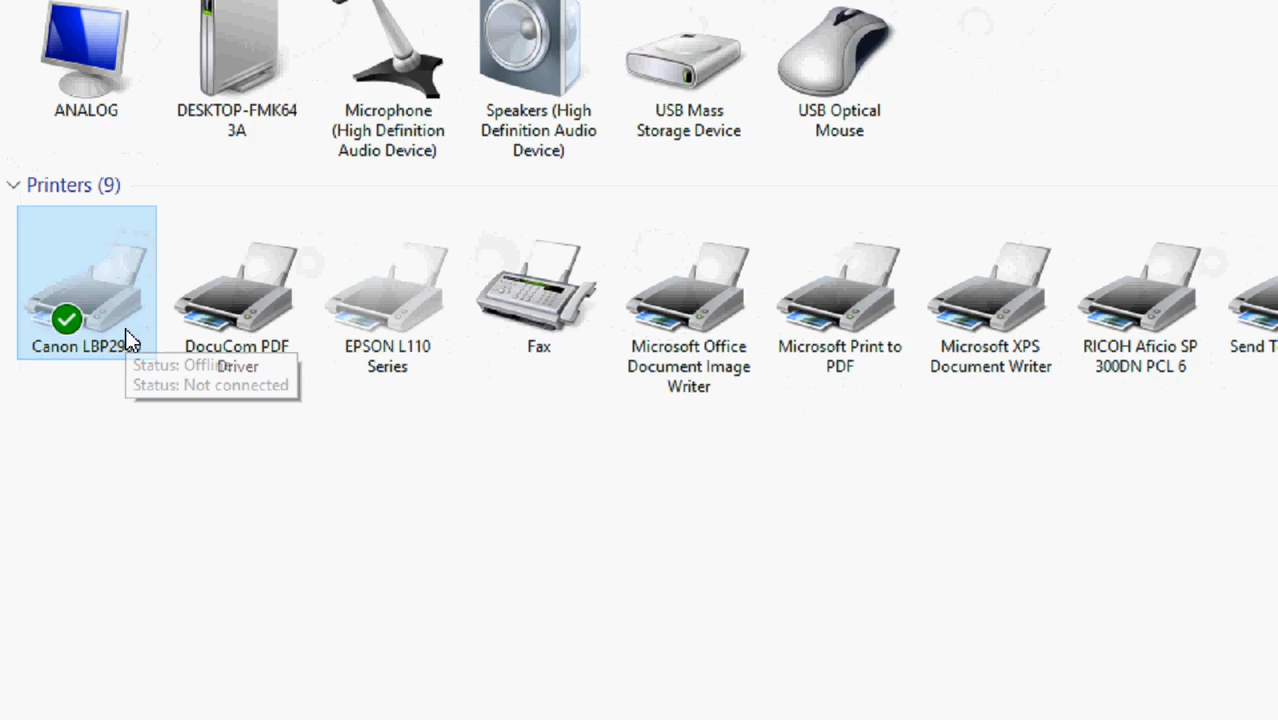 ANALOG
DESKTOP-FMK64
3A
Microphone
(High Definition
Audio Device)
Speakers (High
Definition Audio
Device)
USB Mass
Storage Device
USB Optical
Mouse
Printers (9)
Canon
DocuCom PDF
Driver
EPSON L110
Series
Fax
Microsoft Office
Document Image
Writer
Microsoft Print to
PDF
Microsoft XPS
Document Writer
RICOH Aficio SP
300DN PCL 6
Send
Status: Offline
Status: Not connected